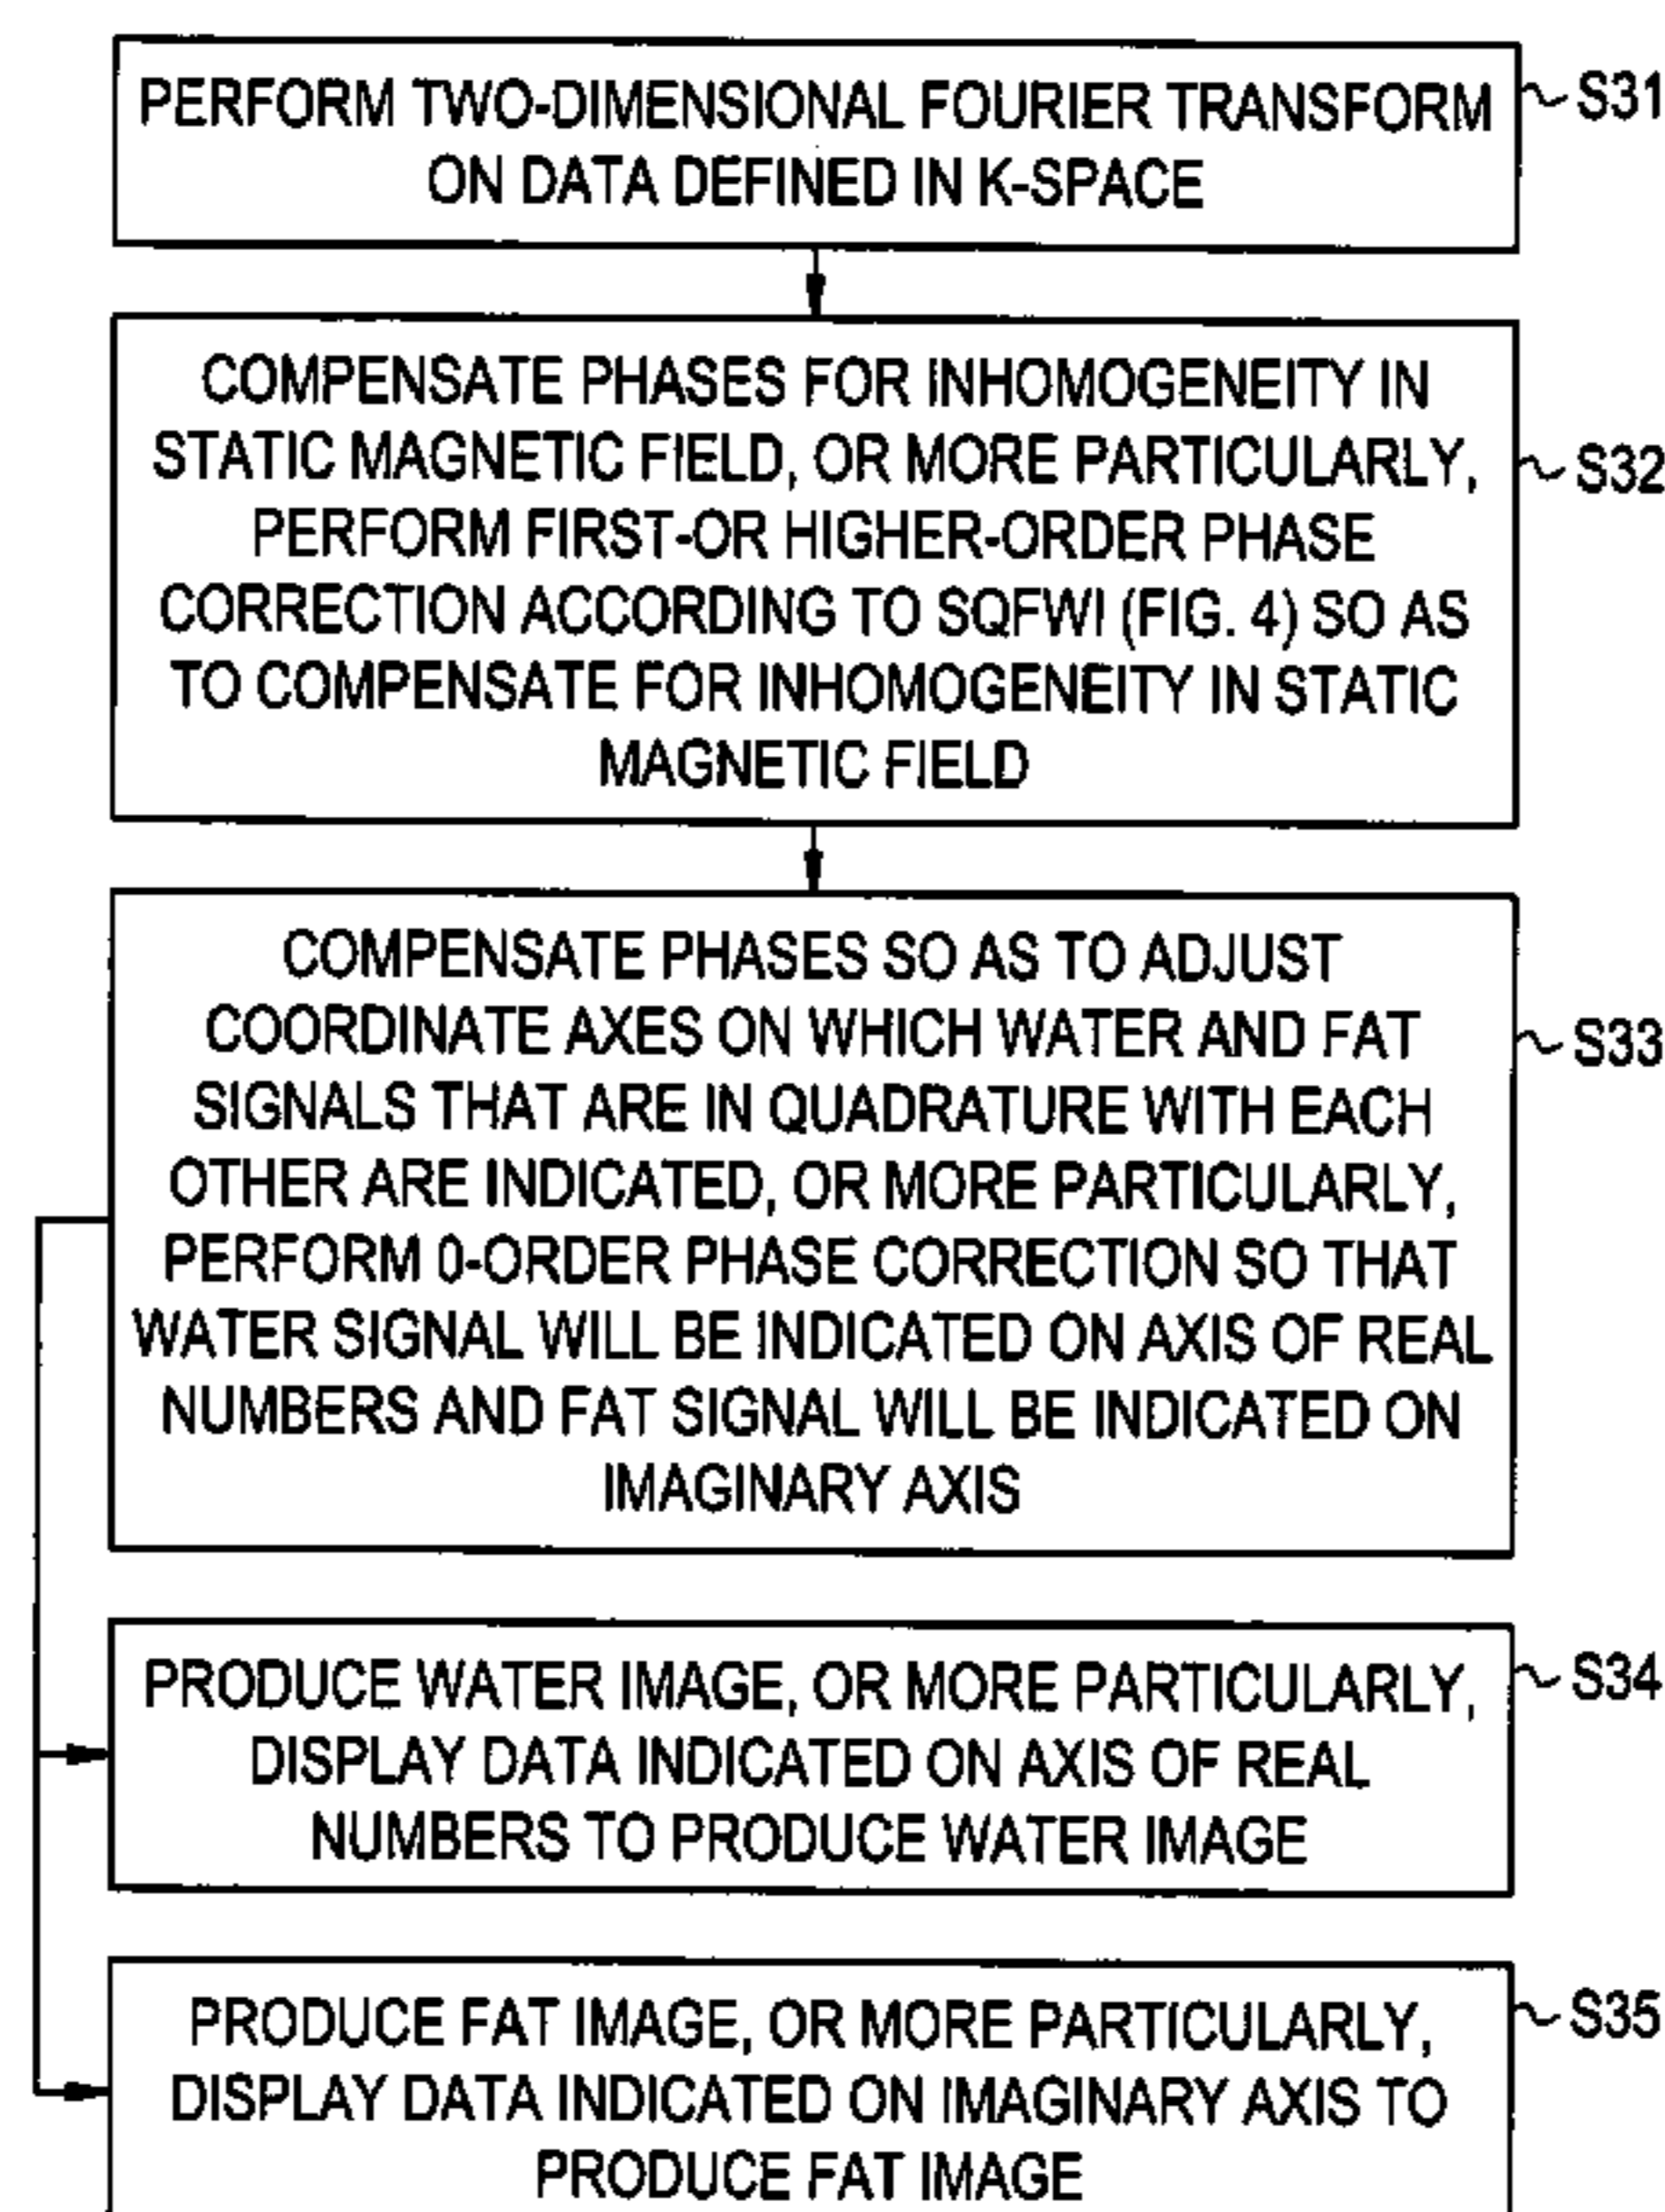 PERFORM TWO-DIMENSIONAL FOURIER TRANSFORM
ON DATA DEFINED IN K-SPACE
S31
COMPENSATE PHASES FOR INHOMOGENEITY IN
STATIC MAGNETIC FIELD, OR MORE PARTICULARLY,
PERFORM FIRST-OR HIGHER-ORDER PHASE
CORRECTION ACCORDING TO SQFWI (FIG. 4) SO AS
TO COMPENSATE FOR INHOMOGENEITY IN STATIC
MAGNETIC FIELD
S32
COMPENSATE PHASES SO AS TO ADJUST
COORDINATE AXES ON WHICH WATER AND FAT
SIGNALS THAT ARE IN QUADRATURE WITH EACH
OTHER ARE INDICATED, OR MORE PARTICULARLY,
PERFORM 0-ORDER PHASE CORRECTION SO THAT
WATER SIGNAL WILL BE INDICATED ON AXIS OF REAL
NUMBERS AND FAT SIGNAL WILL BE INDICATED ON
IMAGINARY AXIS
S33
PRODUCE WATER IMAGE, OR MORE PARTICULARLY,
DISPLAY DATA INDICATED ON AXIS OF REAL
NUMBERS TO PRODUCE WATER IMAGE
S34
PRODUCE FAT IMAGE, OR MORE PARTICULARLY,
DISPLAY DATA INDICATED ON IMAGINARY AXIS TO
PRODUCE FAT IMAGE
S35